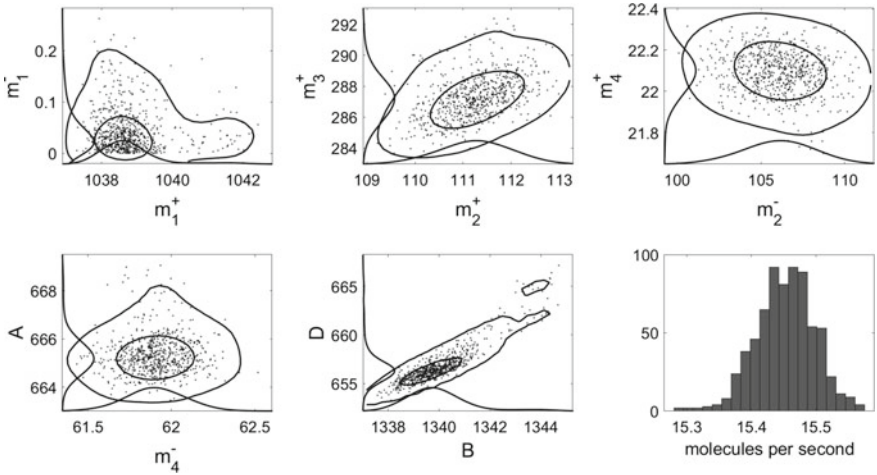 0.2
0.1
0
m₁⁻
1038 1040 1042
m₁⁺
293
290
288
286
283
m₃⁺
109 110 111 112 113
m₂⁺
22.4
22.2
22
21.8
m₄⁺
100 105 110
m₂⁻
668
666
664
A
61.5 62 62.5
m₄⁻
665
660
655
D
1338 1340 1342 1344
B
100
50
0
15.3 15.4 15.5
molecules per second